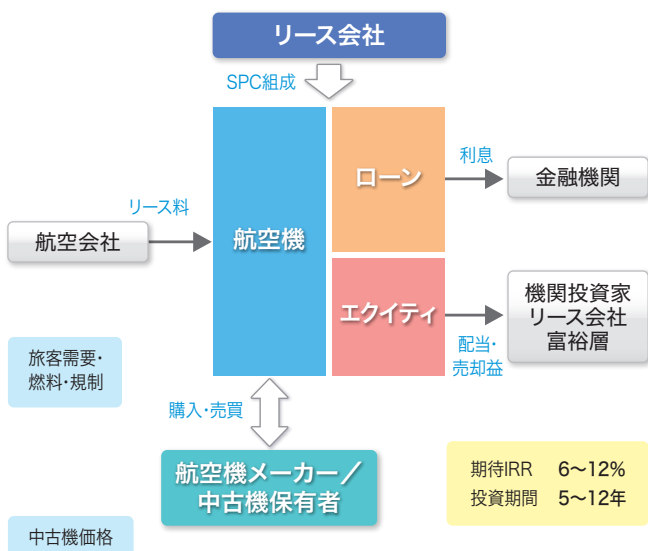 リース会社
SPC組成
ローン
利息
金融機関
リース料
航空会社
航空機
エクイティ
機関投資家
リース会社
富裕層
配当・
売却益
旅客需要・
燃料・規制
購入・売買
航空機メーカー／
中古機保有者
期待IRR 6〜12%
投資期間 5〜12年
中古機価格